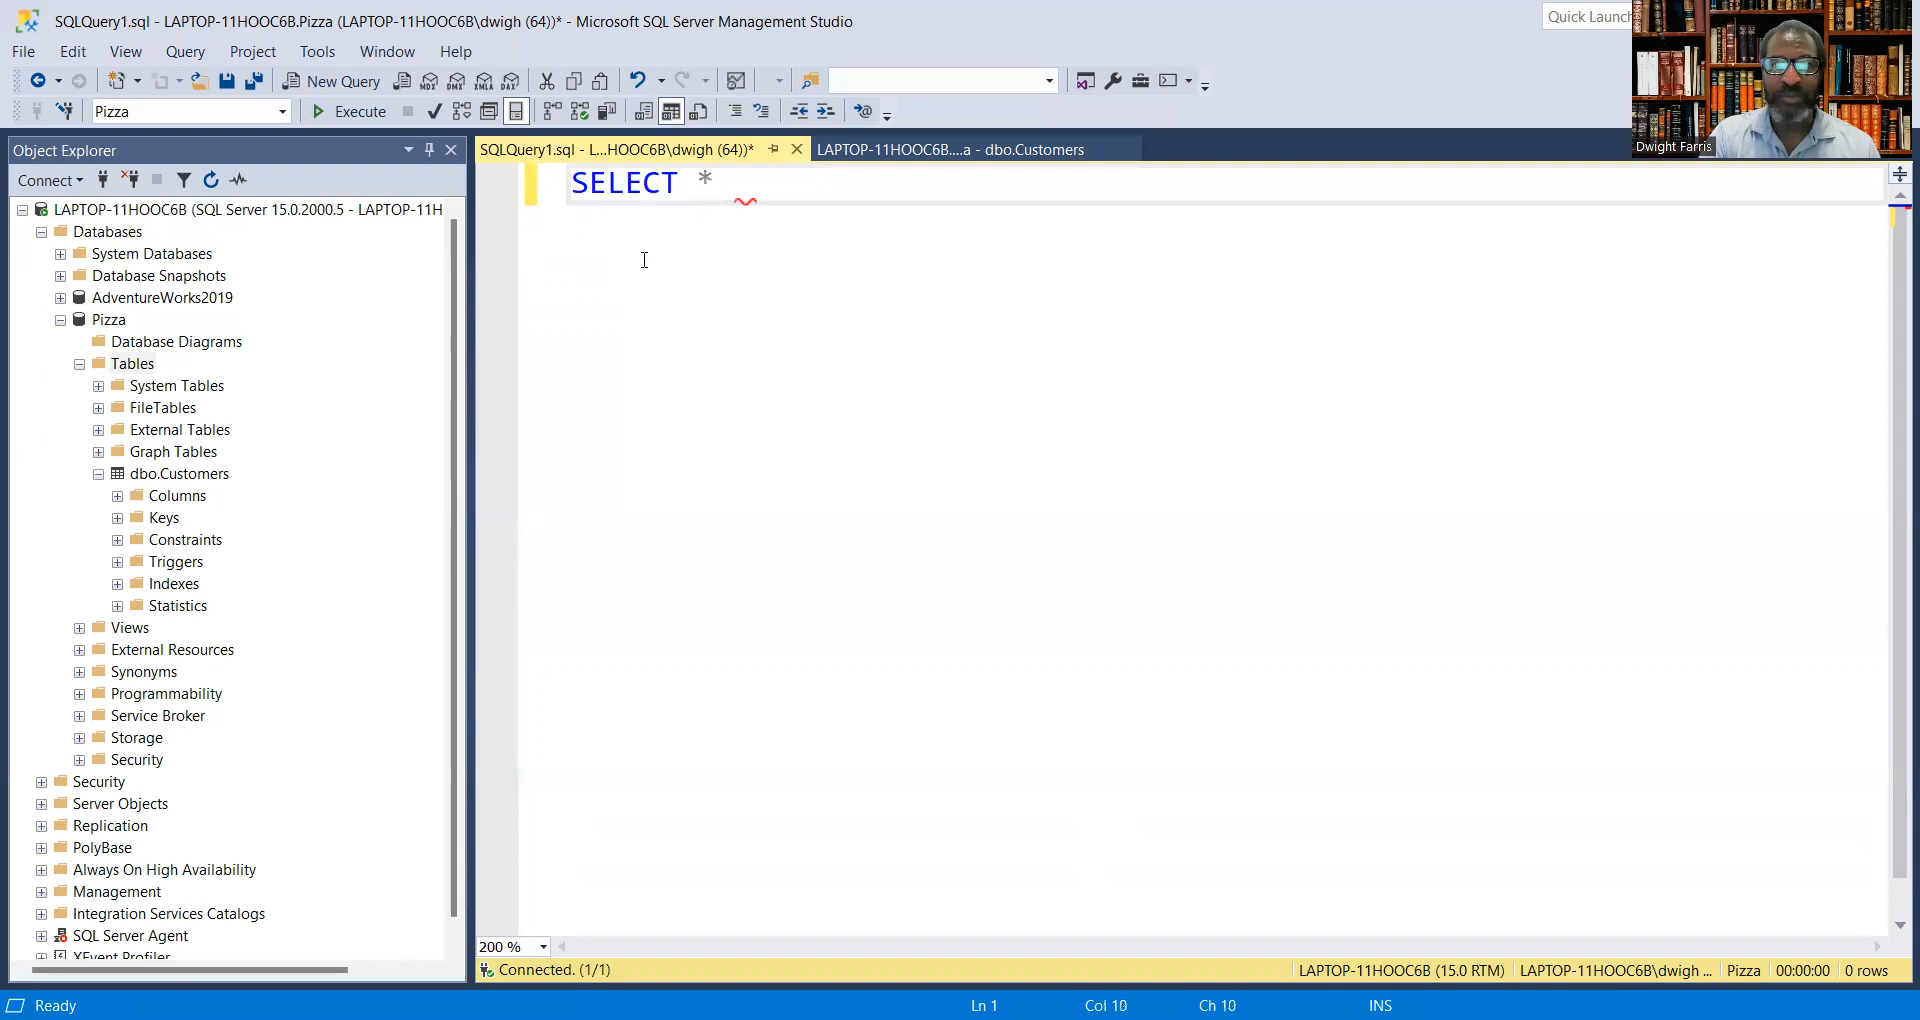 SQLQuery1.sql - LAPTOP-11HOOC6B.Pizza (LAPTOP-11HOOC6B\dwigh (64))* - Microsoft SQL Server Management Studio
Quick Launch
File Edit View Query Project Tools Window Help
New Query
MDX DMX XMLA DAX
Pizza
Execute
Object Explorer
SQLQuery1.sql - L...HOOC6B\dwigh (64))*
LAPTOP-11HOOC6B....a - dbo.Customers
Dwight Farris
Connect
SELECT *
LAPTOP-11HOOC6B (SQL Server 15.0.2000.5 - LAPTOP-11H
Databases
System Databases
Database Snapshots
AdventureWorks2019
Pizza
Database Diagrams
Tables
System Tables
FileTables
External Tables
Graph Tables
dbo.Customers
Columns
Keys
Constraints
Triggers
Indexes
Statistics
Views
External Resources
Synonyms
Programmability
Service Broker
Storage
Security
Security
Server Objects
Replication
PolyBase
Always On High Availability
Management
Integration Services Catalogs
SQL Server Agent
XEvent Profiler
200 %
Connected. (1/1)
LAPTOP-11HOOC6B (15.0 RTM) LAPTOP-11HOOC6B\dwigh ... Pizza 00:00:00 0 rows
Ready
Ln 1 Col 10 Ch 10 INS